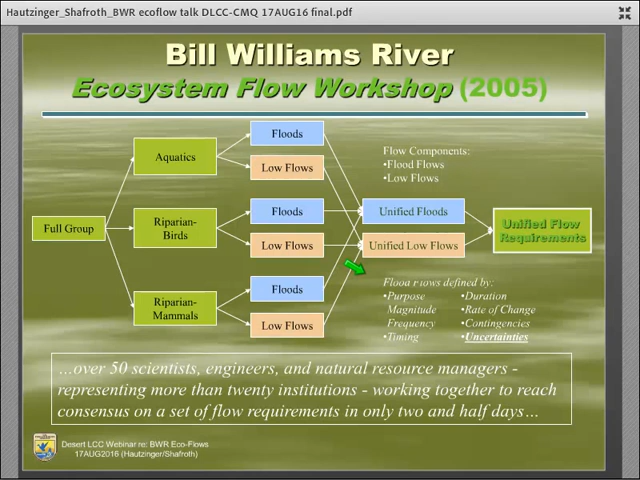 Hautzinger_Shafroth_BWR ecoflow talk DLCC-CMQ 17AUG16 final.pdf
Bill Williams River
Ecosystem Flow Workshop (2005)
Full Group
Aquatics
Riparian-
Birds
Riparian-
Mammals
Floods
Low Flows
Floods
Low Flows
Floods
Low Flows
Flow Components:
•Flood Flows
•Low Flows
Unified Floods
Unified Low Flows
Unified Flow
Requirements
Flood Flows defined by:
•Purpose
Magnitude
Frequency
•Timing
•Duration
•Rate of Change
•Contingencies
•Uncertainties
…over 50 scientists, engineers, and natural resource managers -
representing more than twenty institutions - working together to reach
consensus on a set of flow requirements in only two and half days…
Desert LCC Webinar re: BWR Eco-Flows
17AUG2016 (Hautzinger/Shafroth)